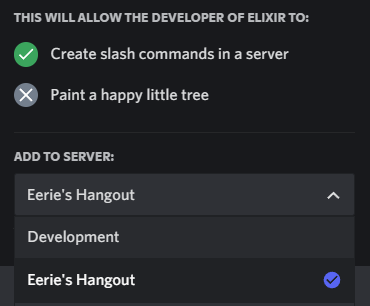 THIS WILL ALLOW THE DEVELOPER OF ELIXIR TO:
Create slash commands in a server
Paint a happy little tree
ADD TO SERVER:
Eerie's Hangout
Development
Eerie's Hangout